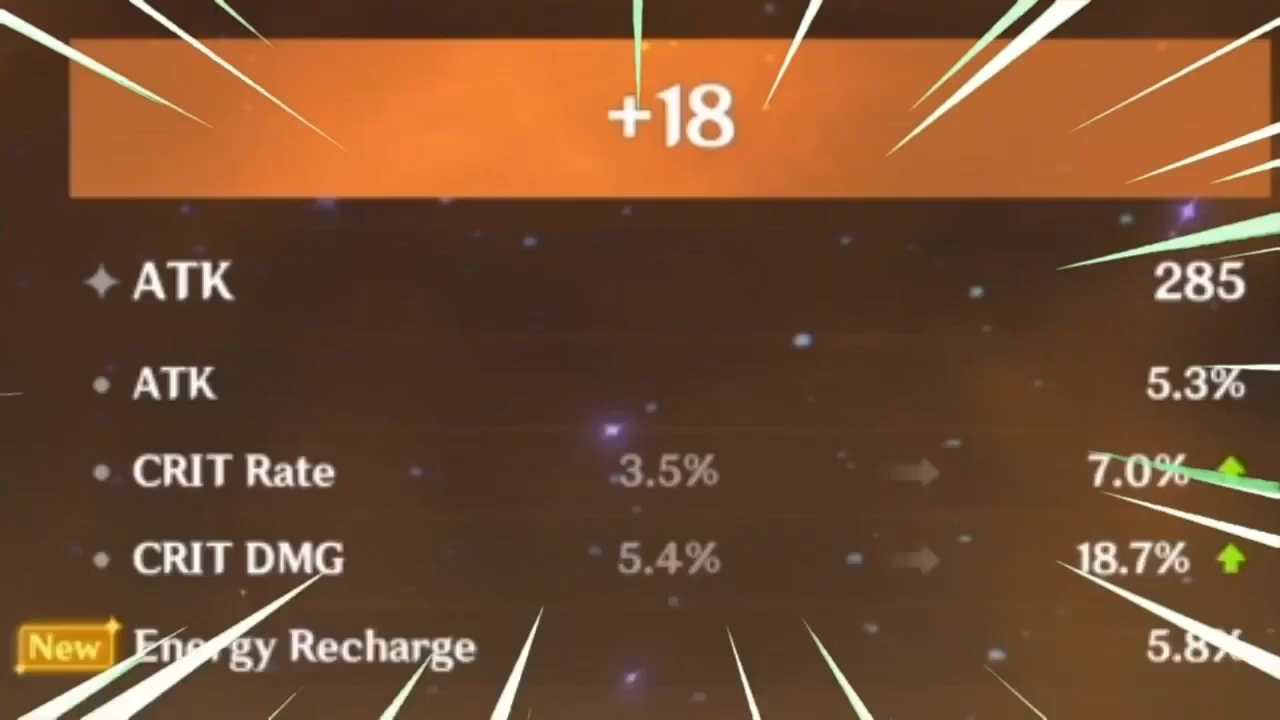 +18
ATK 285
ATK 5.3%
CRIT Rate 3.5% 7.0%
CRIT DMG 5.4% 18.7%
New Energy Recharge 5.8%